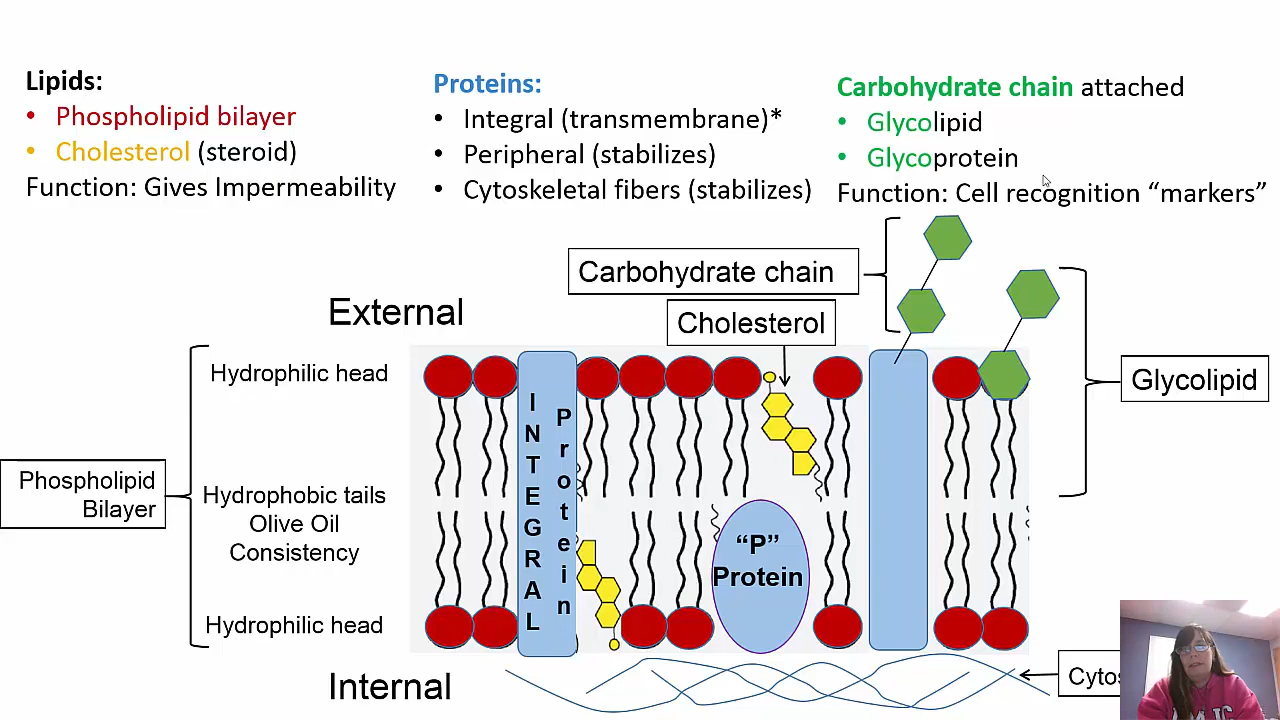 Lipids:
• Phospholipid bilayer
• Cholesterol (steroid)
Function: Gives Impermeability
Proteins:
• Integral (transmembrane)*
• Peripheral (stabilizes)
• Cytoskeletal fibers (stabilizes)
Carbohydrate chain attached
• Glycolipid
• Glycoprotein
Function: Cell recognition “markers”
Carbohydrate chain
Cholesterol
External
Hydrophilic head
Glycolipid
Phospholipid
Bilayer
Hydrophobic tails
Olive Oil
Consistency
INTEGRAL
Protein
“P”
Protein
Hydrophilic head
Internal